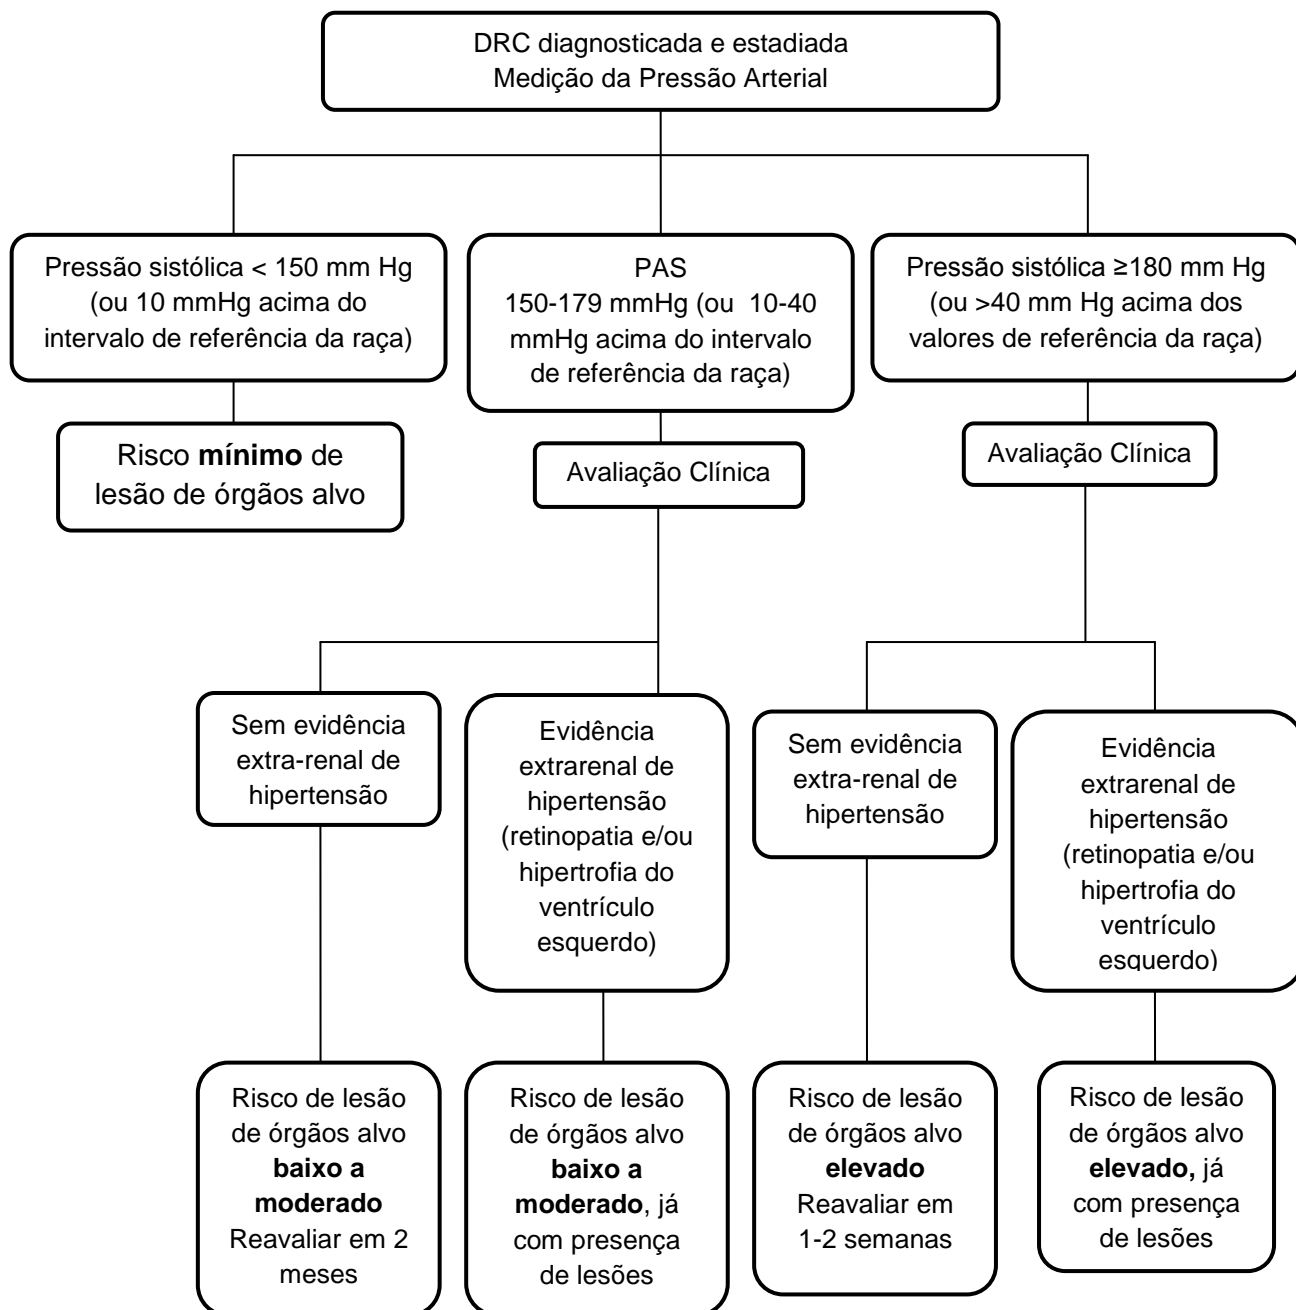 DRC diagnosticada e estadiada
Medição da Pressão Arterial
Pressão sistólica < 150 mm Hg
(ou 10 mmHg acima do
intervalo de referência da raça)
PAS
150-179 mmHg (ou 10-40
mmHg acima do intervalo
de referência da raça)
Pressão sistólica ≥180 mm Hg
(ou >40 mm Hg acima dos
valores de referência da raça)
Risco mínimo de
lesão de órgãos alvo
Avaliação Clínica
Avaliação Clínica
Sem evidência
extra-renal de
hipertensão
Evidência
extrarenal de
hipertensão
(retinopatia e/ou
hipertrofia do
ventrículo
esquerdo)
Sem evidência
extra-renal de
hipertensão
Evidência
extrarenal de
hipertensão
(retinopatia e/ou
hipertrofia do
ventrículo
esquerdo)
Risco de lesão
de órgãos alvo
baixo a
moderado
Reavaliar em 2
meses
Risco de lesão
de órgãos alvo
baixo a
moderado, já
com presença
de lesões
Risco de lesão
de órgãos alvo
elevado
Reavaliar em
1-2 semanas
Risco de lesão
de órgãos alvo
elevado, já
com presença
de lesões